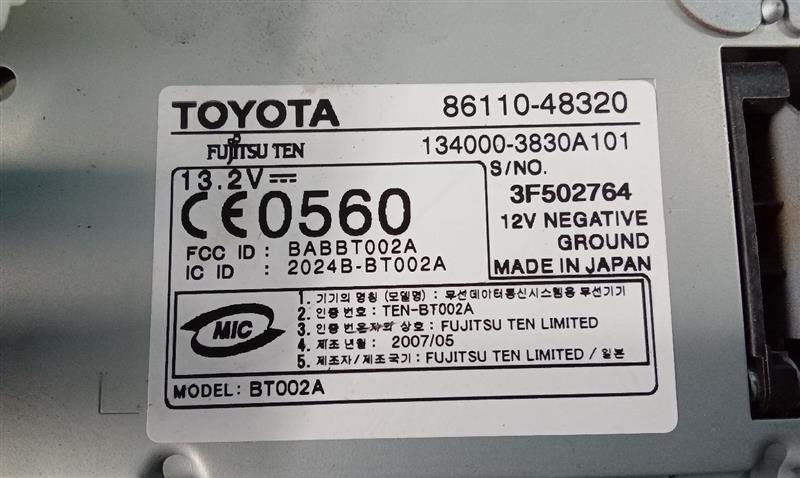 TOYOTA 86110-48320
FUJITSU TEN 134000-3830A101
13.2V S/NO.
CE0560 3F502764
12V NEGATIVE
GROUND
FCC ID : BABBT002A
IC ID : 2024B-BT002A
MADE IN JAPAN
MIC
1. 기기의 명칭 (모델명) : 무선데이터통신시스템용 무선기기
2. 인증 번호 : TEN-BT002A
3. 인증 번호자의 상호 : FUJITSU TEN LIMITED
4. 제조 년월 : 2007/05
5. 제조자/제조국기 : FUJITSU TEN LIMITED / 일본
MODEL: BT002A